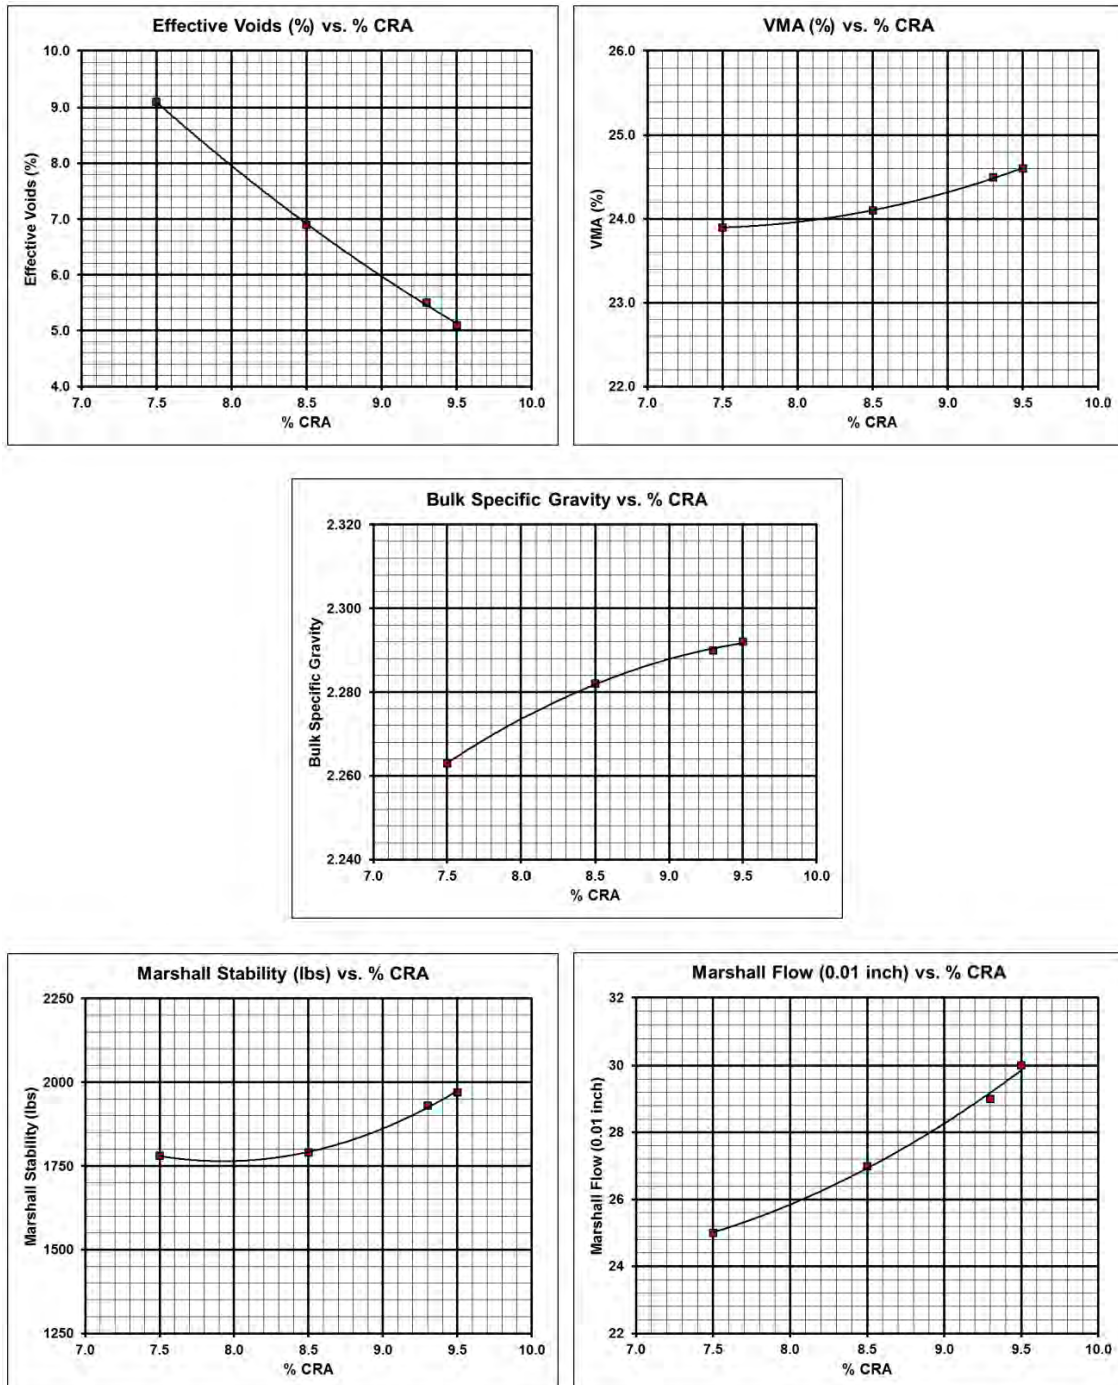 Effective Voids (%) vs. % CRA
10.0
9.0
8.0
7.0
6.0
5.0
4.0
Effective Voids (%)
7.0 7.5 8.0 8.5 9.0 9.5 10.0
% CRA
VMA (%) vs. % CRA
26.0
25.0
24.0
23.0
22.0
VMA (%)
7.0 7.5 8.0 8.5 9.0 9.5 10.0
% CRA
Bulk Specific Gravity vs. % CRA
2.320
2.300
2.280
2.260
2.240
Bulk Specific Gravity
7.0 7.5 8.0 8.5 9.0 9.5 10.0
% CRA
Marshall Stability (lbs) vs. % CRA
2250
2000
1750
1500
1250
Marshall Stability (lbs)
7.0 7.5 8.0 8.5 9.0 9.5 10.0
% CRA
Marshall Flow (0.01 inch) vs. % CRA
32
30
28
26
24
22
Marshall Flow (0.01 inch)
7.0 7.5 8.0 8.5 9.0 9.5 10.0
% CRA